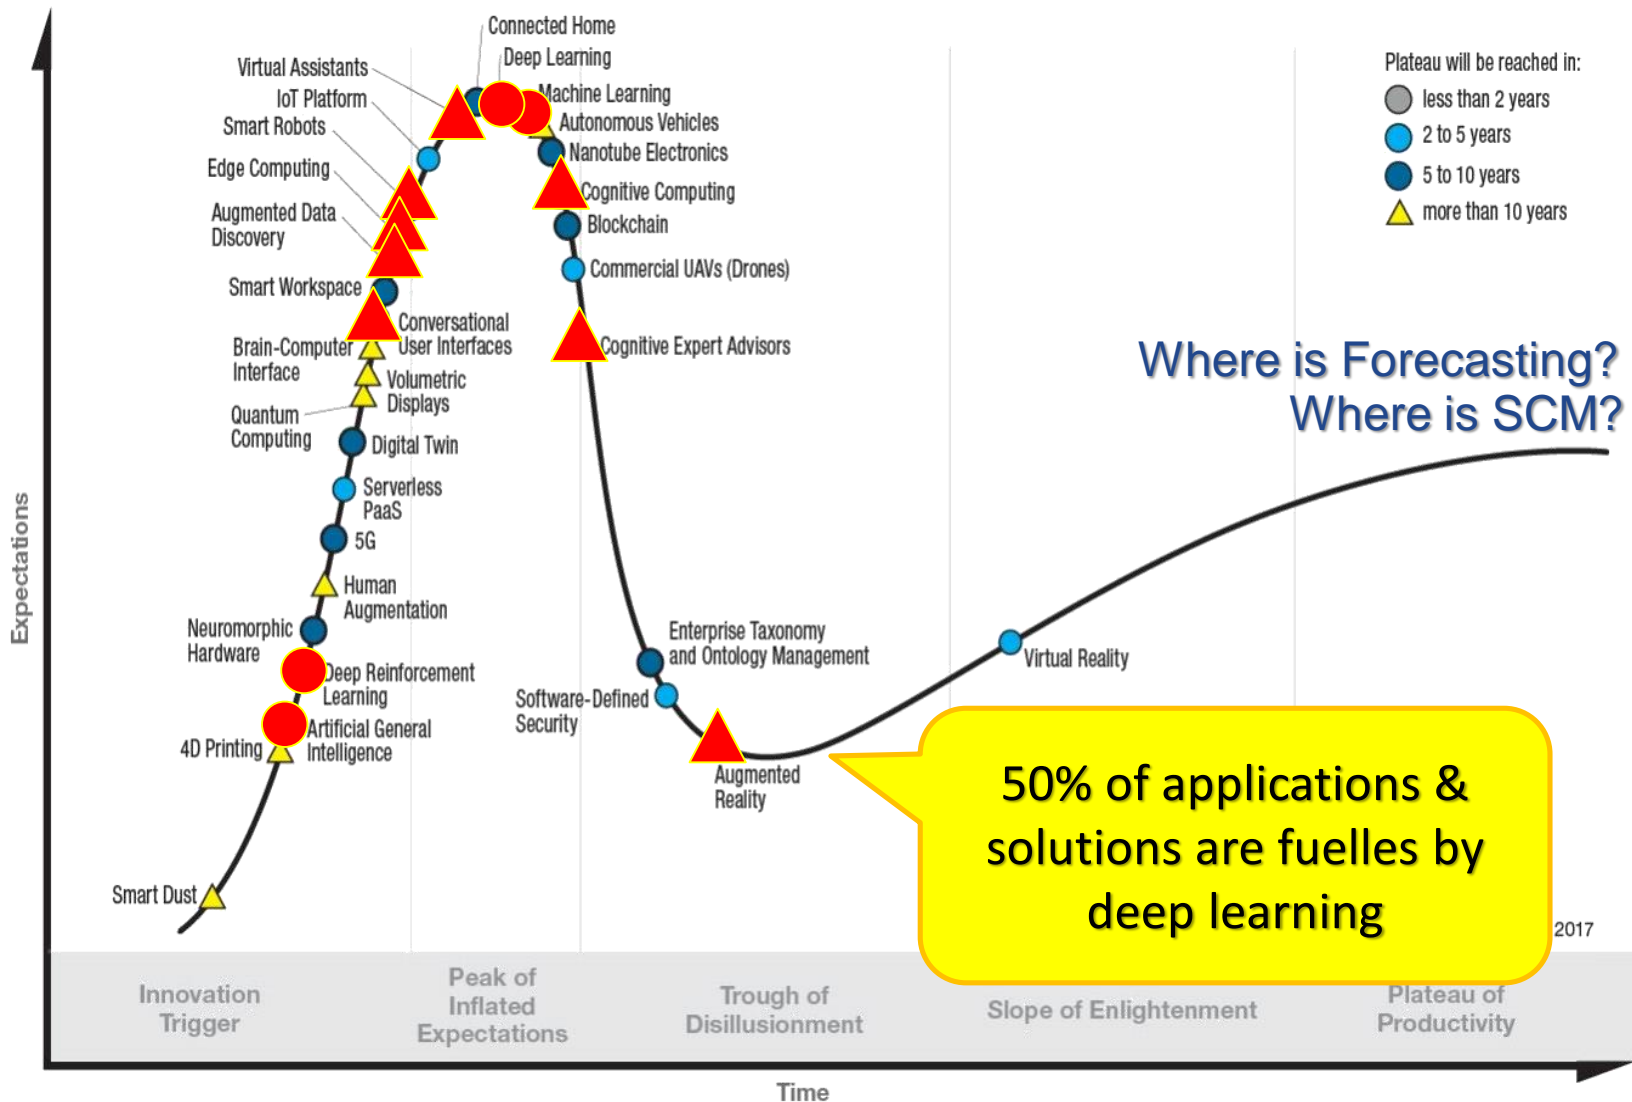 Connected Home
Deep Learning
Virtual Assistants
IoT Platform
Smart Robots
Edge Computing
Augmented Data
Discovery
Smart Workspace
Machine Learning
Autonomous Vehicles
Nanotube Electronics
Cognitive Computing
Blockchain
Commercial UAVs (Drones)
Cognitive Expert Advisors
Conversational
User Interfaces
Brain-Computer
Interface
Volumetric
Displays
Quantum
Computing
Digital Twin
Serverless
PaaS
5G
Human
Augmentation
Neuromorphic
Hardware
Deep Reinforcement
Learning
Artificial General
Intelligence
4D Printing
Smart Dust
Enterprise Taxonomy
and Ontology Management
Software-Defined
Security
Augmented
Reality
Virtual Reality
Plateau will be reached in:
less than 2 years
2 to 5 years
5 to 10 years
more than 10 years
Where is Forecasting?
Where is SCM?
50% of applications &
solutions are fuelles by
deep learning
2017
Expectations
Innovation
Trigger
Peak of
Inflated
Expectations
Trough of
Disillusionment
Slope of Enlightenment
Plateau of
Productivity
Time